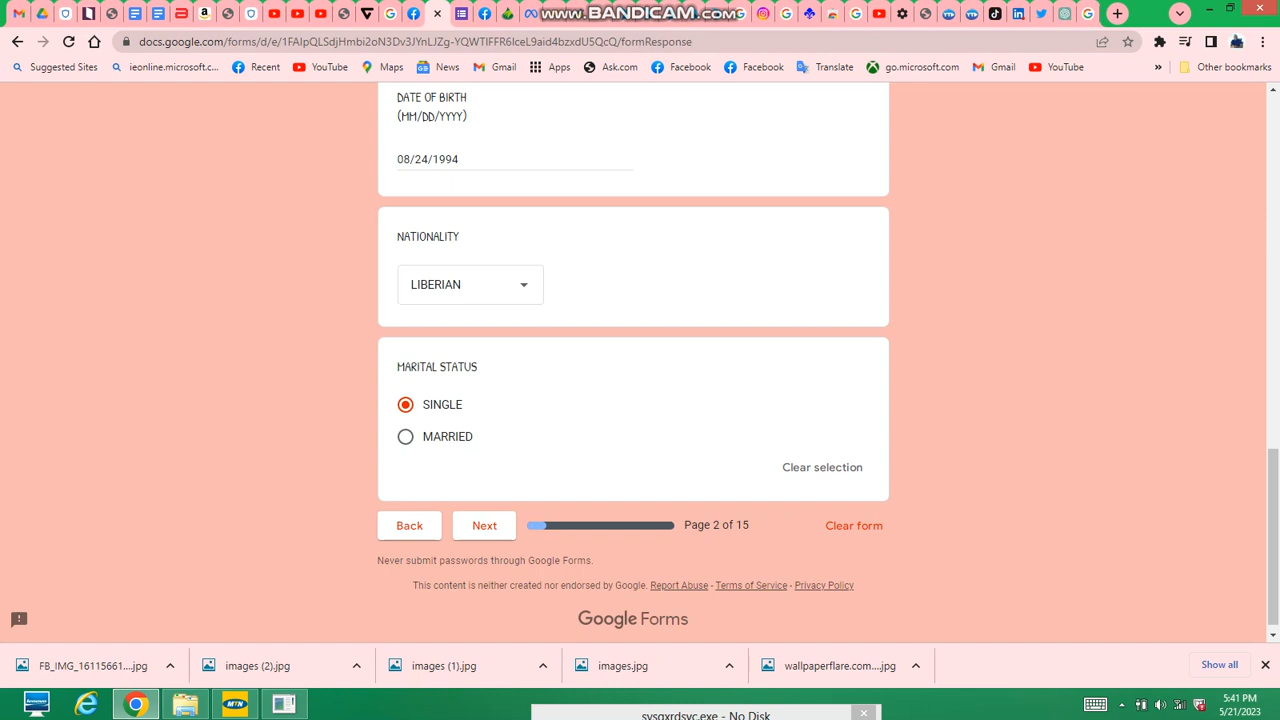 WWW.BANDICAM.COM
docs.google.com/forms/d/e/1FAIpQLSdjHmbi2oN3Dv3JYnLJZg-YQWTlFFR6lceL9aid4bzxdU5QcQ/formResponse
Suggested Sites ieonline.microsoft.c... Recent YouTube Maps News Gmail Apps Ask.com Facebook Facebook Translate go.microsoft.com Gmail YouTube » Other bookmarks
DATE OF BIRTH
(MM/DD/YYYY)
08/24/1994
NATIONALITY
LIBERIAN
MARITAL STATUS
SINGLE
MARRIED
Clear selection
Back Next Page 2 of 15 Clear form
Never submit passwords through Google Forms.
This content is neither created nor endorsed by Google. Report Abuse - Terms of Service - Privacy Policy
Google Forms
FB_IMG_16115661....jpg images (2).jpg images (1).jpg images.jpg wallpaperflare.com....jpg Show all
MTN
5:41 PM
5/21/2023
sysqxrdsvc.exe - No Disk